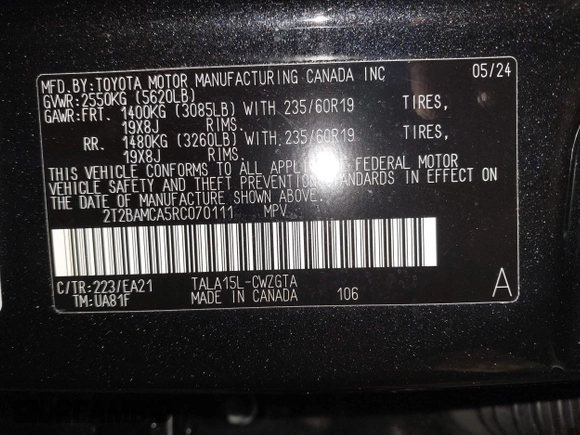 MFD.BY:TOYOTA MOTOR MANUFACTURING CANADA INC 05/24
GVWR:2550KG (5620LB)
GAWR:FRT. 1400KG (3085LB) WITH 235/60R19 TIRES,
19X8J RIMS,
RR. 1480KG (3260LB) WITH 235/60R19 TIRES,
19X8J RIMS,
THIS VEHICLE CONFORMS TO ALL FEDERAL MOTOR
VEHICLE SAFETY AND THEFT PREVENTION STANDARDS IN EFFECT ON
THE DATE OF MANUFACTURE SHOWN ABOVE.
2T2BAMCA5RC070111 MPV
C/TR:223/EA21 TALA15L-CWZGTA
TM:UA81F MADE IN CANADA 106 A